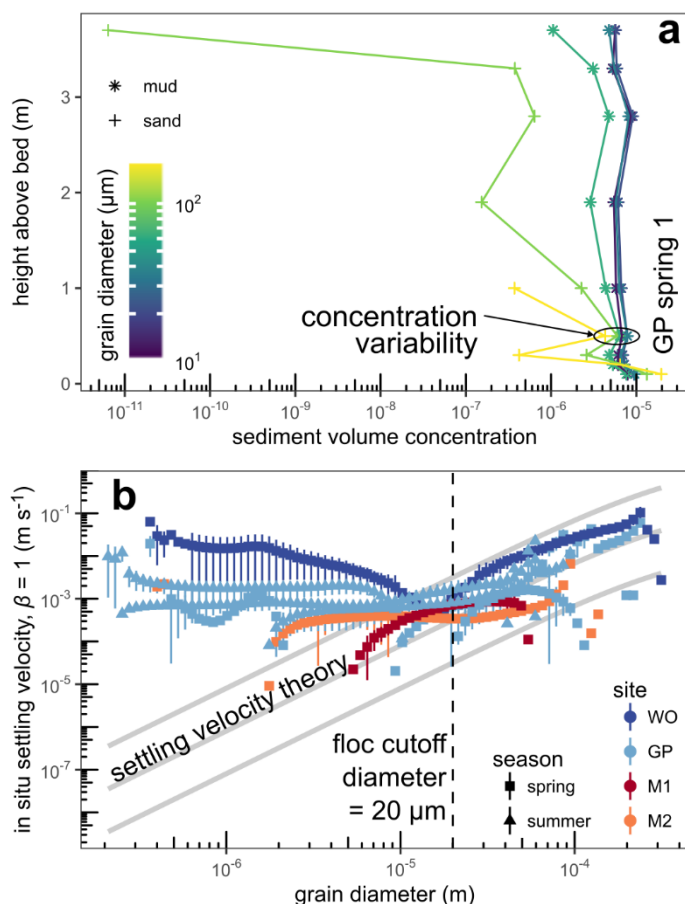 a
mud
sand
grain diameter (µm)
10²
10¹
height above bed (m)
3
2
1
0
concentration
variability
GP spring 1
10⁻¹¹ 10⁻¹⁰ 10⁻⁹ 10⁻⁸ 10⁻⁷ 10⁻⁶ 10⁻⁵
sediment volume concentration
b
in situ settling velocity, β = 1 (m s⁻¹)
10⁻¹
10⁻³
10⁻⁵
10⁻⁷
settling velocity theory
floc cutoff
diameter
= 20 µm
season
spring
summer
site
WO
GP
M1
M2
10⁻⁶ 10⁻⁵ 10⁻⁴
grain diameter (m)